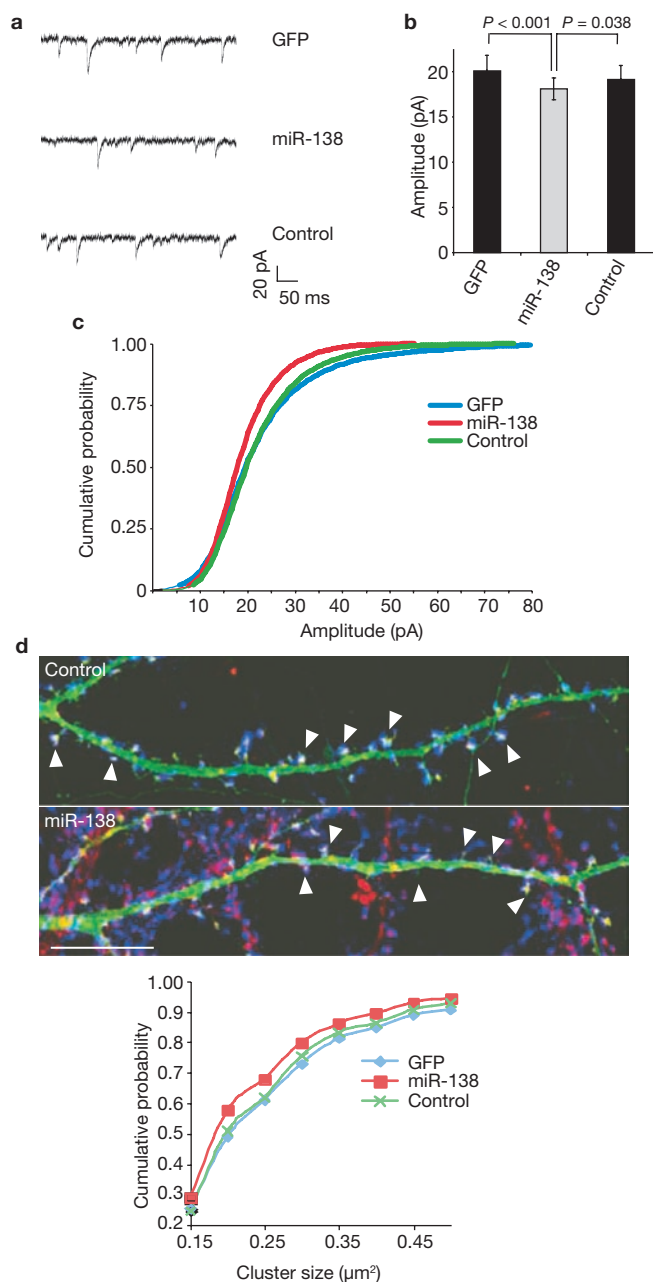 a
GFP
miR-138
Control
20 pA
50 ms
b
P < 0.001 P = 0.038
20
15
10
5
0
Amplitude (pA)
GFP
miR-138
Control
c
1.00
0.75
0.50
0.25
0
Cumulative probability
GFP
miR-138
Control
10 20 30 40 50 60 70 80
Amplitude (pA)
d
Control
miR-138
1.00
0.9
0.8
0.7
0.6
0.5
0.4
0.3
0.2
Cumulative probability
GFP
miR-138
Control
0.15 0.25 0.35 0.45
Cluster size (µm²)